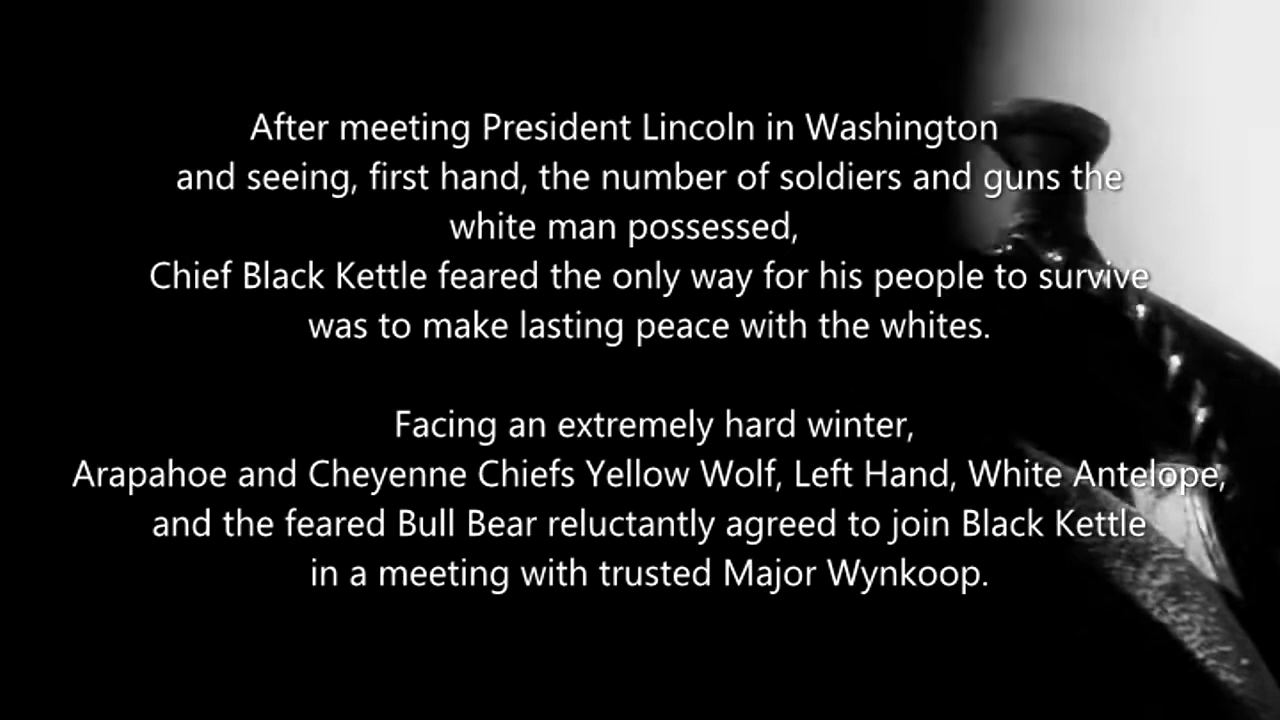 After meeting President Lincoln in Washington
and seeing, first hand, the number of soldiers and guns the
white man possessed,
Chief Black Kettle feared the only way for his people to survive
was to make lasting peace with the whites.
Facing an extremely hard winter,
Arapahoe and Cheyenne Chiefs Yellow Wolf, Left Hand, White Antelope,
and the feared Bull Bear reluctantly agreed to join Black Kettle
in a meeting with trusted Major Wynkoop.